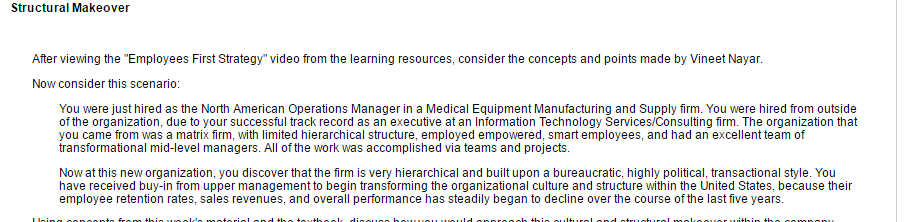 Structural Makeover
After viewing the "Employees First Strategy" video from the learning resources, consider the concepts and points made by Vineet Nayar.
Now consider this scenario:
You were just hired as the North American Operations Manager in a Medical Equipment Manufacturing and Supply firm. You were hired from outside
of the organization, due to your successful track record as an executive at an Information Technology Services/Consulting firm. The organization that
you came from was a matrix firm, with limited hierarchical structure, employed empowered, smart employees, and had an excellent team of
transformational mid-level managers. All of the work was accomplished via teams and projects.
Now at this new organization, you discover that the firm is very hierarchical and built upon a bureaucratic, highly political, transactional style. You
have received buy-in from upper management to begin transforming the organizational culture and structure within the United States, because their
employee retention rates, sales revenues, and overall performance has steadily begun to decline over the course of the last five years.
Using concepts from this week's material and the textbook, discuss how you would approach this cultural and structural makeover within the company